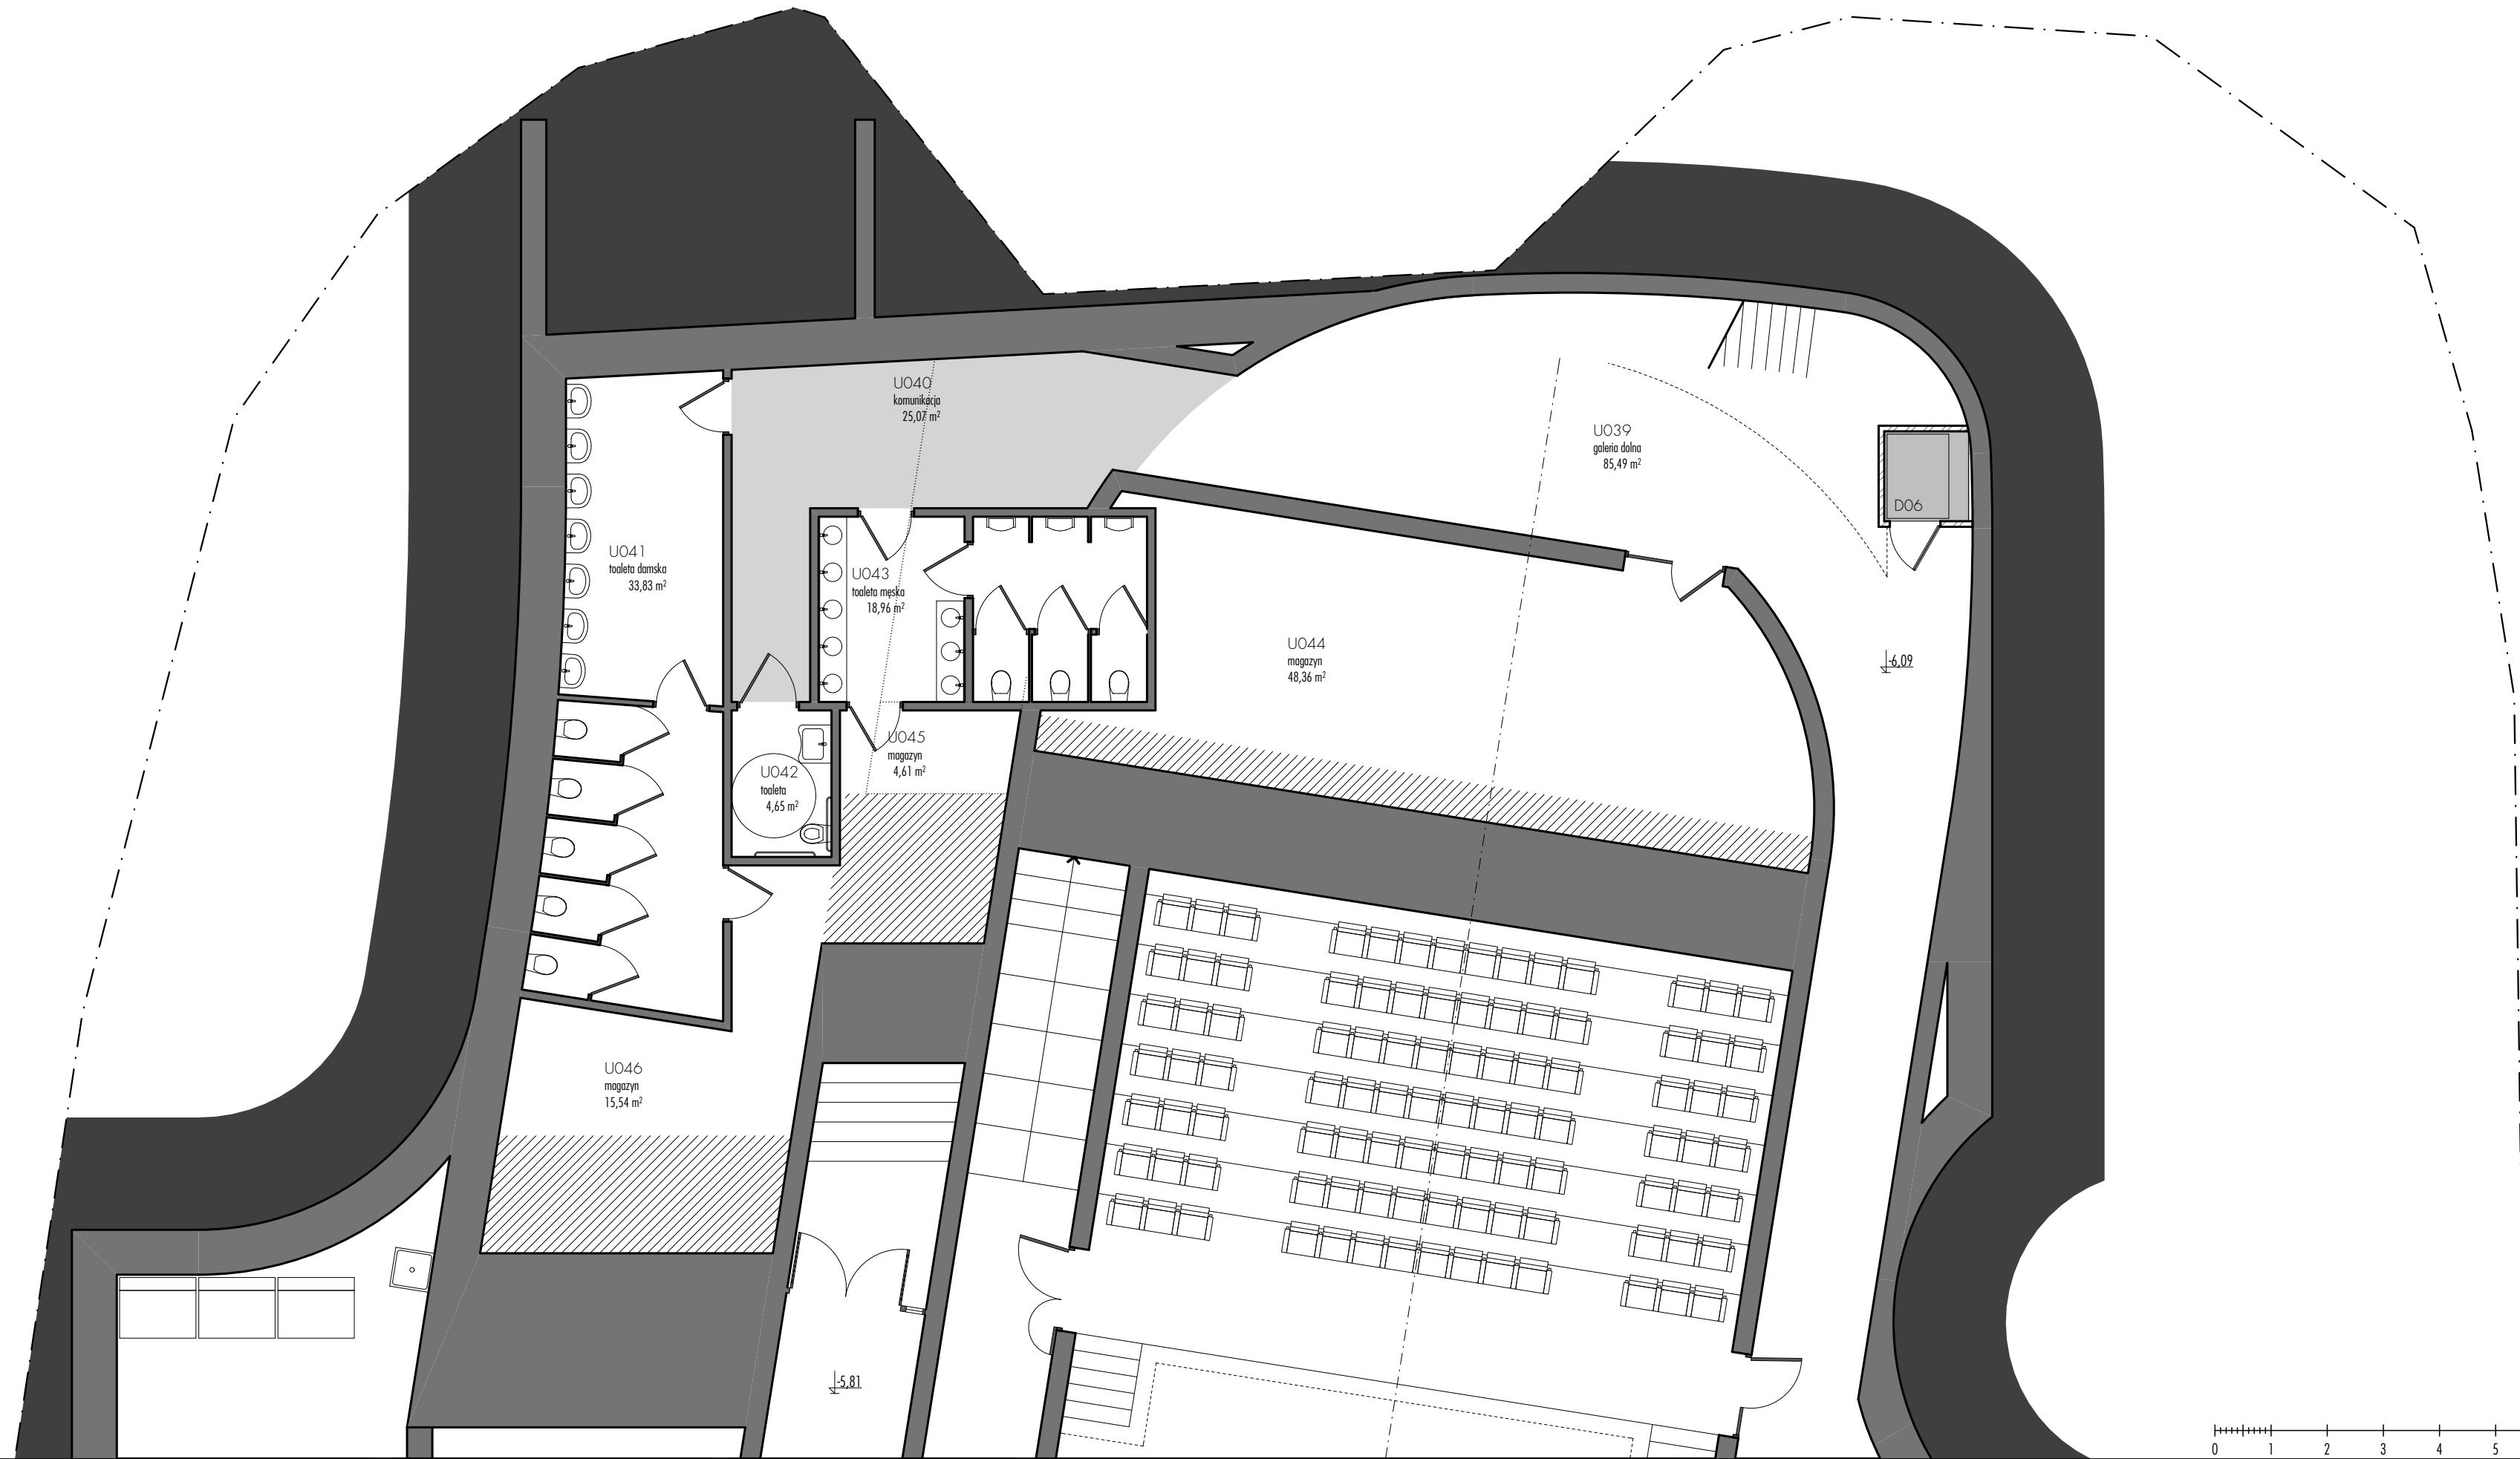 U040
komunikacja
25,07 m²
U039
galeria dolna
85,49 m²
D06
U041
toaleta damska
33,83 m²
U043
toaleta męska
18,96 m²
U044
magazyn
48,36 m²
-6,09
U045
magazyn
4,61 m²
U042
toaleta
4,65 m²
U046
magazyn
15,54 m²
-5,81
0 1 2 3 4 5